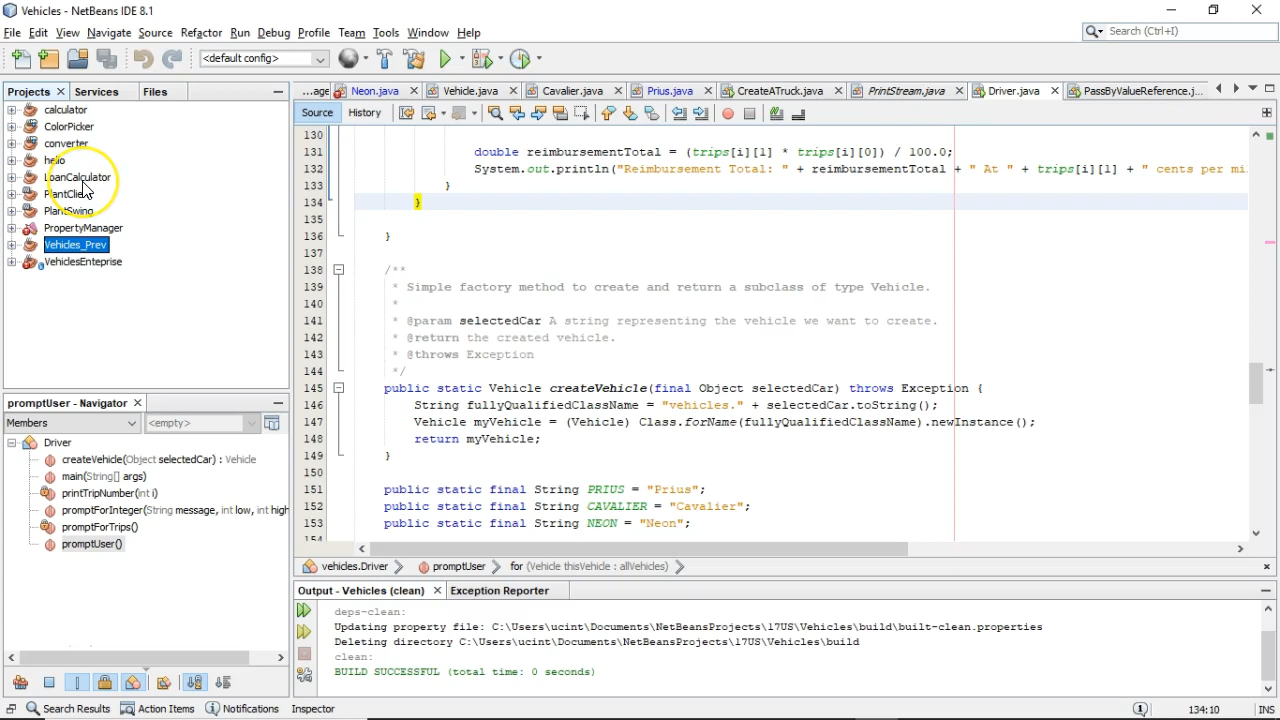 Vehicles - NetBeans IDE 8.1
File Edit View Navigate Source Refactor Run Debug Profile Team Tools Window Help
Search (Ctrl+I)
<default config>
Projects Services Files
...age Neon.java Vehicle.java Cavalier.java Prius.java CreateATruck.java PrintStream.java Driver.java PassByValueReference.j...
Source History
calculator
ColorPicker
converter
hello
LoanCalculator
PlantClie
PlantSwing
PropertyManager
Vehicles_Prev
VehiclesEnteprise
130
131 double reimbursementTotal = (trips[i][1] * trips[i][0]) / 100.0;
132 System.out.println("Reimbursement Total: " + reimbursementTotal + " At " + trips[i][1] + " cents per mi
133 }
134 }
135
136 }
137
138 /**
139 * Simple factory method to create and return a subclass of type Vehicle.
140 *
141 * @param selectedCar A string representing the vehicle we want to create.
142 * @return the created vehicle.
143 * @throws Exception
144 */
145 public static Vehicle createVehicle(final Object selectedCar) throws Exception {
146 String fullyQualifiedClassName = "vehicles." + selectedCar.toString();
147 Vehicle myVehicle = (Vehicle) Class.forName(fullyQualifiedClassName).newInstance();
148 return myVehicle;
149 }
150
151 public static final String PRIUS = "Prius";
152 public static final String CAVALIER = "Cavalier";
153 public static final String NEON = "Neon";
154
vehicles.Driver promptUser for (Vehicle thisVehicle : allVehicles)
promptUser - Navigator
Members <empty>
Driver
createVehicle(Object selectedCar) : Vehicle
main(String[] args)
printTripNumber(int i)
promptForInteger(String message, int low, int high
promptForTrips()
promptUser()
Output - Vehicles (clean) Exception Reporter
deps-clean:
Updating property file: C:\Users\ucint\Documents\NetBeansProjects\17US\Vehicles\build\built-clean.properties
Deleting directory C:\Users\ucint\Documents\NetBeansProjects\17US\Vehicles\build
clean:
BUILD SUCCESSFUL (total time: 0 seconds)
Search Results Action Items Notifications Inspector
134:10 INS